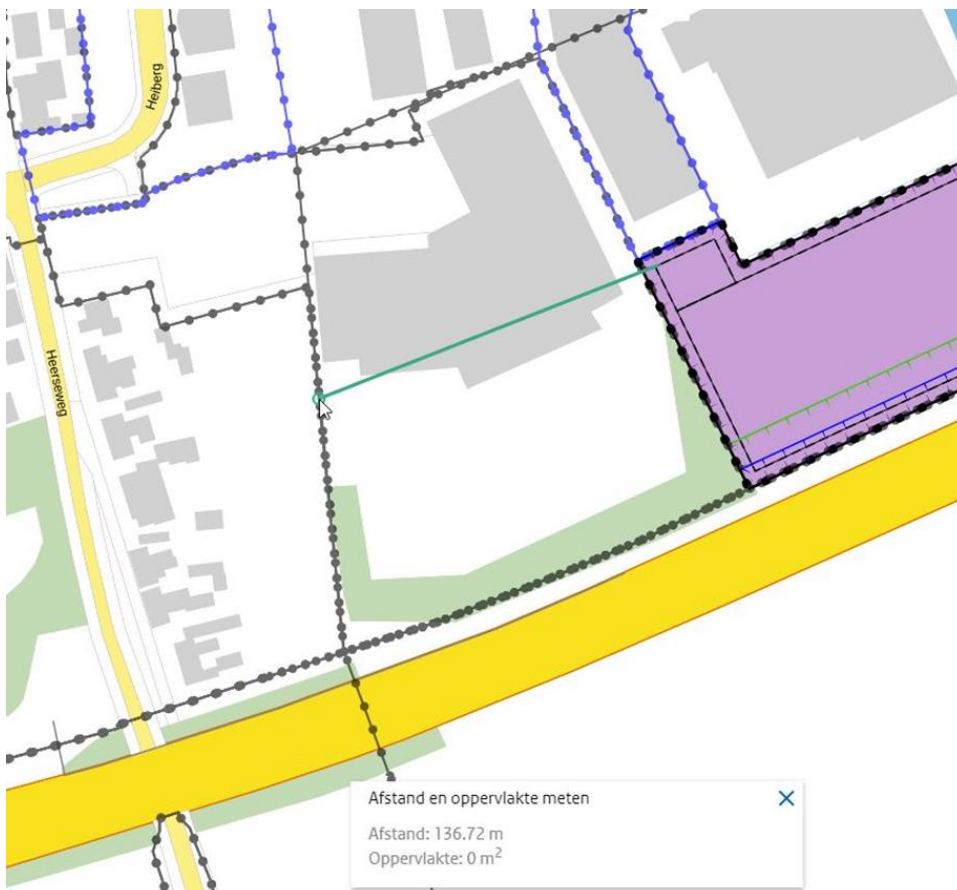 Heiberg
Heerseweg
Afstand en oppervlakte meten
Afstand: 136.72 m
Oppervlakte: 0 m²